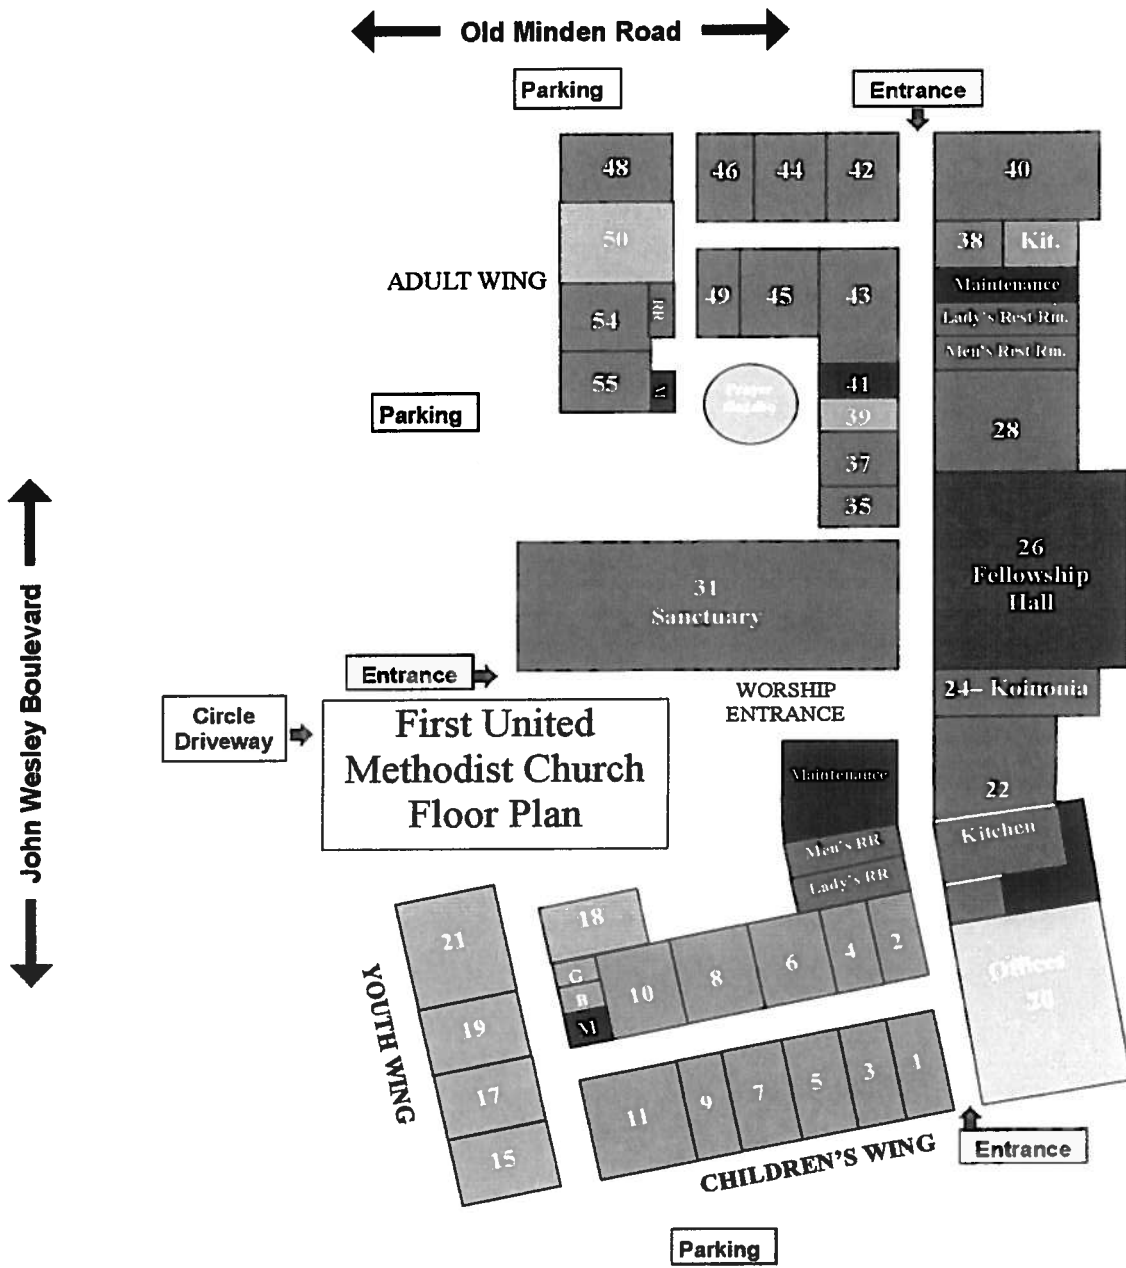 Old Minden Road
Parking
Entrance
48
46
44
42
40
50
38
Kit.
ADULT WING
Maintenance
49
45
43
54
RR
Lady's Rest Rm.
Men's Rest Rm.
55
M
41
Prayer
39
Parking
28
37
35
26
Fellowship
Hall
31
Sanctuary
John Wesley Boulevard
Entrance
24– Koinonia
WORSHIP
ENTRANCE
Circle
Driveway
First United
Methodist Church
Floor Plan
Maintenance
22
Kitchen
Men's RR
Lady's RR
21
18
G
B
M
10
8
6
4
2
Offices
20
YOUTH WING
19
17
15
11
9
7
5
3
1
CHILDREN'S WING
Entrance
Parking